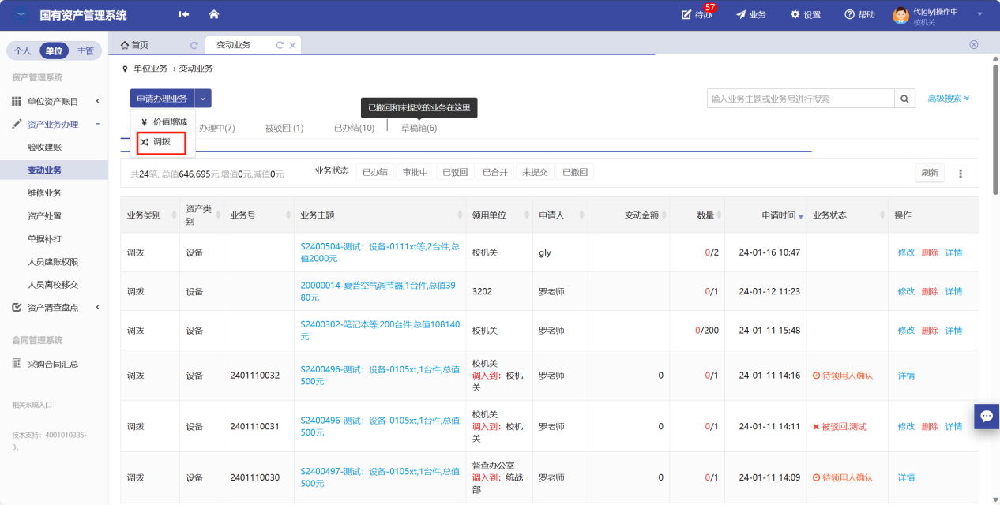 国有资产管理系统
待办
57
业务
设置
帮助
代[gly]操作中
校机关
个人
单位
主管
首页
变动业务
资产管理系统
单位资产账目
资产业务办理
验收建账
变动业务
维修业务
资产处置
单据补打
人员建账权限
人员离校移交
资产清查盘点
合同管理系统
采购合同汇总
相关系统入口
技术支持：4001010335-
3,
单位业务 › 变动业务
申请办理业务
¥ 价值增减
调拨
已撤回和未提交的业务在这里
输入业务主题或业务号进行搜索
高级搜索
办理中(7)
被驳回 (1)
已办结(10)
草稿箱(6)
共24笔, 总值646,695元,增值0元,减值0元
业务状态
已办结
审批中
已驳回
已合并
未提交
已撤回
刷新
业务类别
资产类
别
业务号
业务主题
领用单位
申请人
变动金额
数量
申请时间
业务状态
操作
调拨
设备
S2400504-测试：设备-0111xt等,2台件,总
值2000元
校机关
gly
0/2
24-01-16 10:47
修改 删除 详情
调拨
设备
20000014-夏普空气调节器,1台件,总值39
80元
3202
罗老师
0/1
24-01-12 11:23
修改 删除 详情
调拨
设备
S2400302-笔记本等,200台件,总值108140
元
校机关
罗老师
0/200
24-01-11 15:48
修改 删除 详情
调拨
设备
2401110032
S2400496-测试：设备-0105xt,1台件,总值
500元
校机关
调入到：校机
关
罗老师
0
0/1
24-01-11 14:16
待领用人确认
详情
调拨
设备
2401110031
S2400496-测试：设备-0105xt,1台件,总值
500元
校机关
调入到：校机
关
罗老师
0
0/1
24-01-11 14:11
被驳回,测试
修改 删除 详情
调拨
设备
2401110030
S2400497-测试：设备-0105xt,1台件,总值
500元
督查办公室
调入到：统战
部
罗老师
0
0/1
24-01-11 14:09
待领用人确认
详情